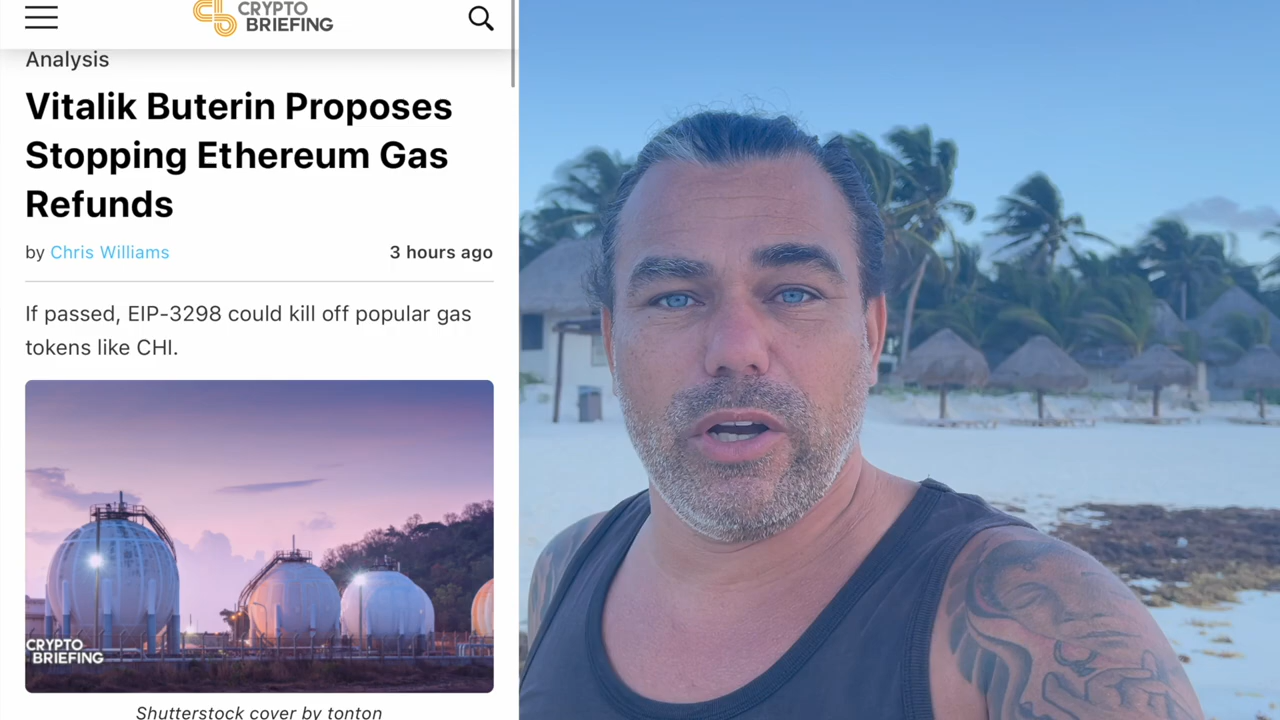 CRYPTO
BRIEFING
Analysis
Vitalik Buterin Proposes
Stopping Ethereum Gas
Refunds
by Chris Williams
3 hours ago
If passed, EIP-3298 could kill off popular gas
tokens like CHI.
CRYPTO
BRIEFING
Shutterstock cover by tonton